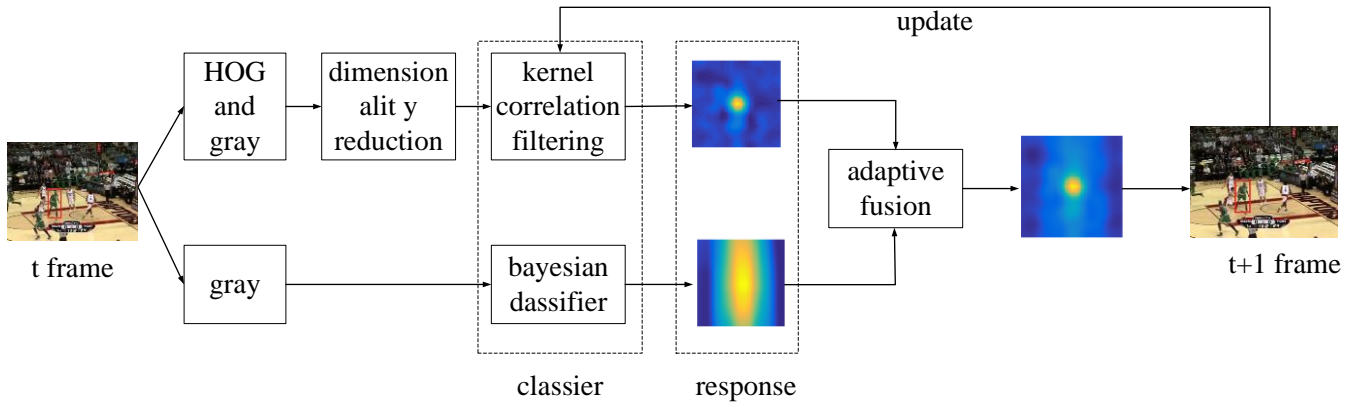 update
HOG
and
gray
dimension
alit y
reduction
kernel
correlation
filtering
adaptive
fusion
t frame
gray
bayesian
dassifier
t+1 frame
classier
response